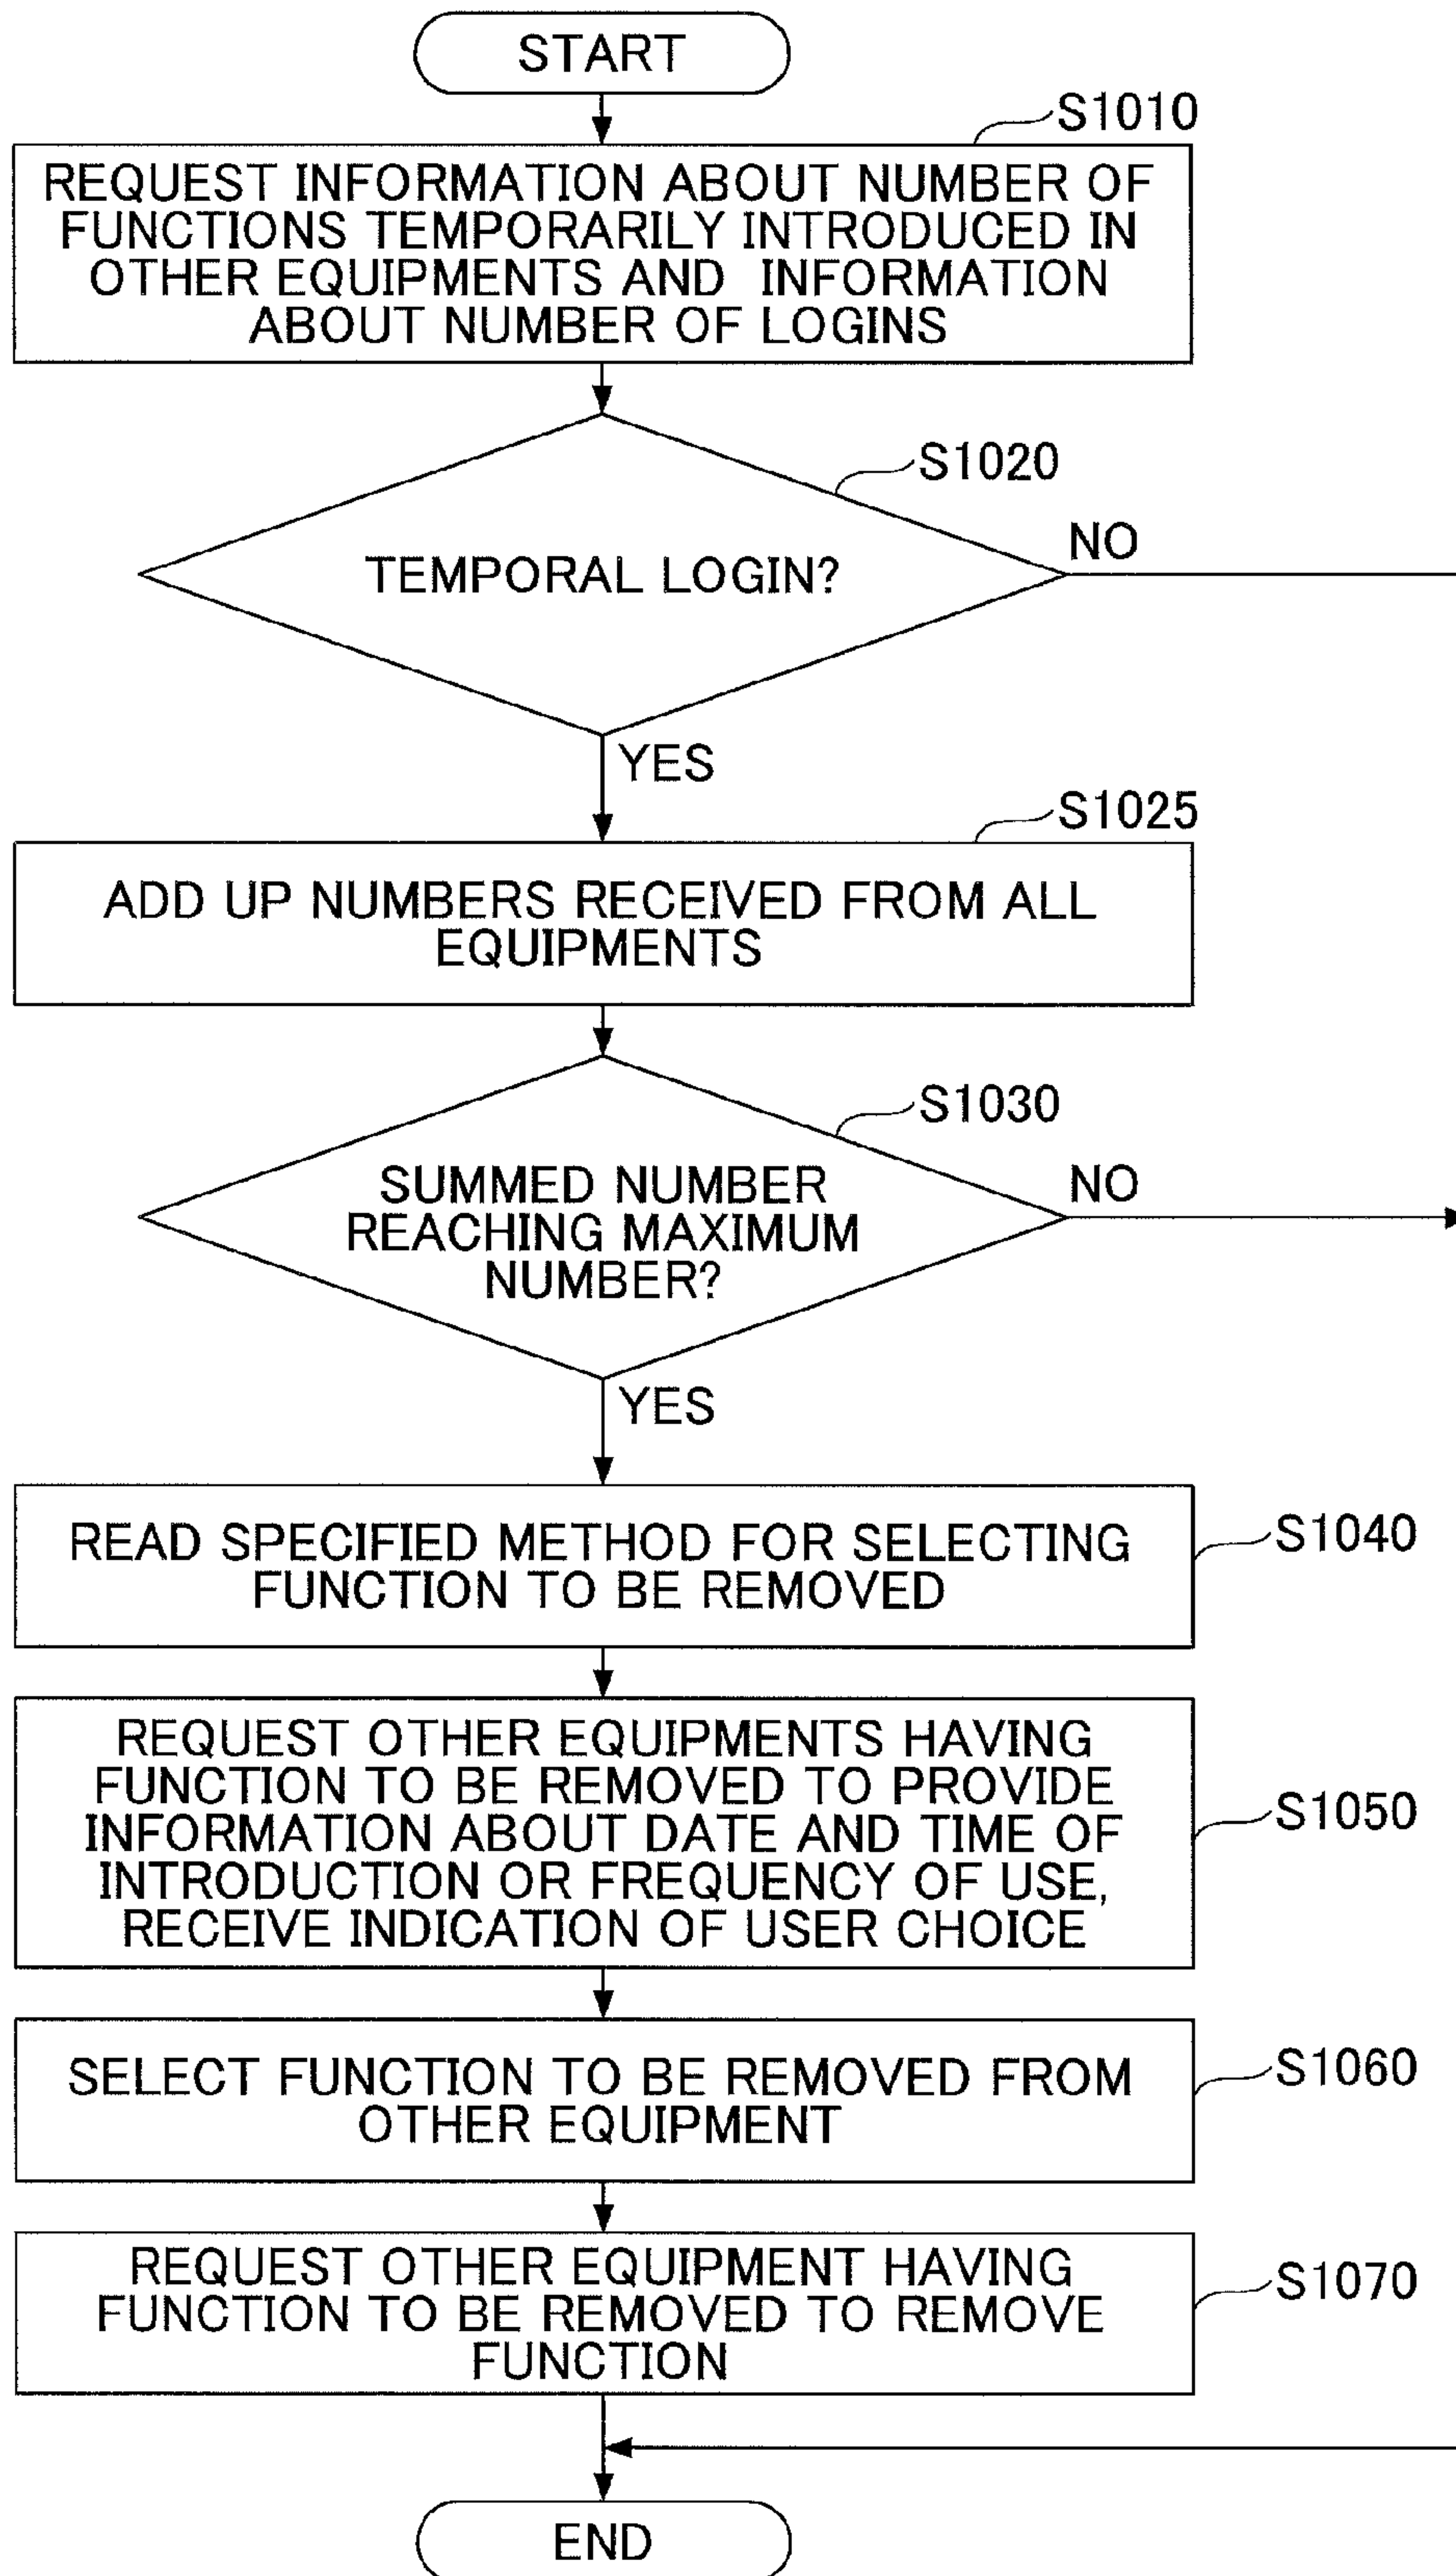 START
S1010
REQUEST INFORMATION ABOUT NUMBER OF
FUNCTIONS TEMPORARILY INTRODUCED IN
OTHER EQUIPMENTS AND INFORMATION
ABOUT NUMBER OF LOGINS
S1020
TEMPORAL LOGIN?
NO
YES
S1025
ADD UP NUMBERS RECEIVED FROM ALL
EQUIPMENTS
S1030
SUMMED NUMBER
REACHING MAXIMUM
NUMBER?
NO
YES
READ SPECIFIED METHOD FOR SELECTING
FUNCTION TO BE REMOVED
S1040
REQUEST OTHER EQUIPMENTS HAVING
FUNCTION TO BE REMOVED TO PROVIDE
INFORMATION ABOUT DATE AND TIME OF
INTRODUCTION OR FREQUENCY OF USE,
RECEIVE INDICATION OF USER CHOICE
S1050
SELECT FUNCTION TO BE REMOVED FROM
OTHER EQUIPMENT
S1060
REQUEST OTHER EQUIPMENT HAVING
FUNCTION TO BE REMOVED TO REMOVE
FUNCTION
S1070
END